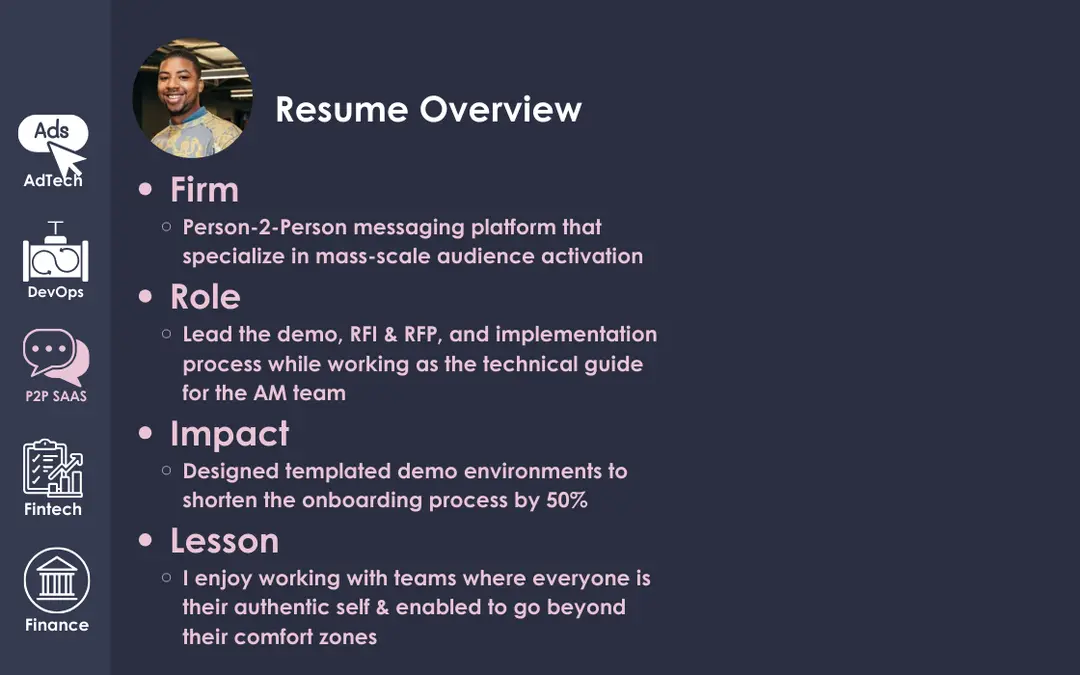 Ads
AdTech
DevOps
P2P SAAS
Fintech
Finance
Resume Overview
• Firm
○ Person-2-Person messaging platform that
specialize in mass-scale audience activation
• Role
○ Lead the demo, RFI & RFP, and implementation
process while working as the technical guide
for the AM team
• Impact
○ Designed templated demo environments to
shorten the onboarding process by 50%
• Lesson
○ I enjoy working with teams where everyone is
their authentic self & enabled to go beyond
their comfort zones